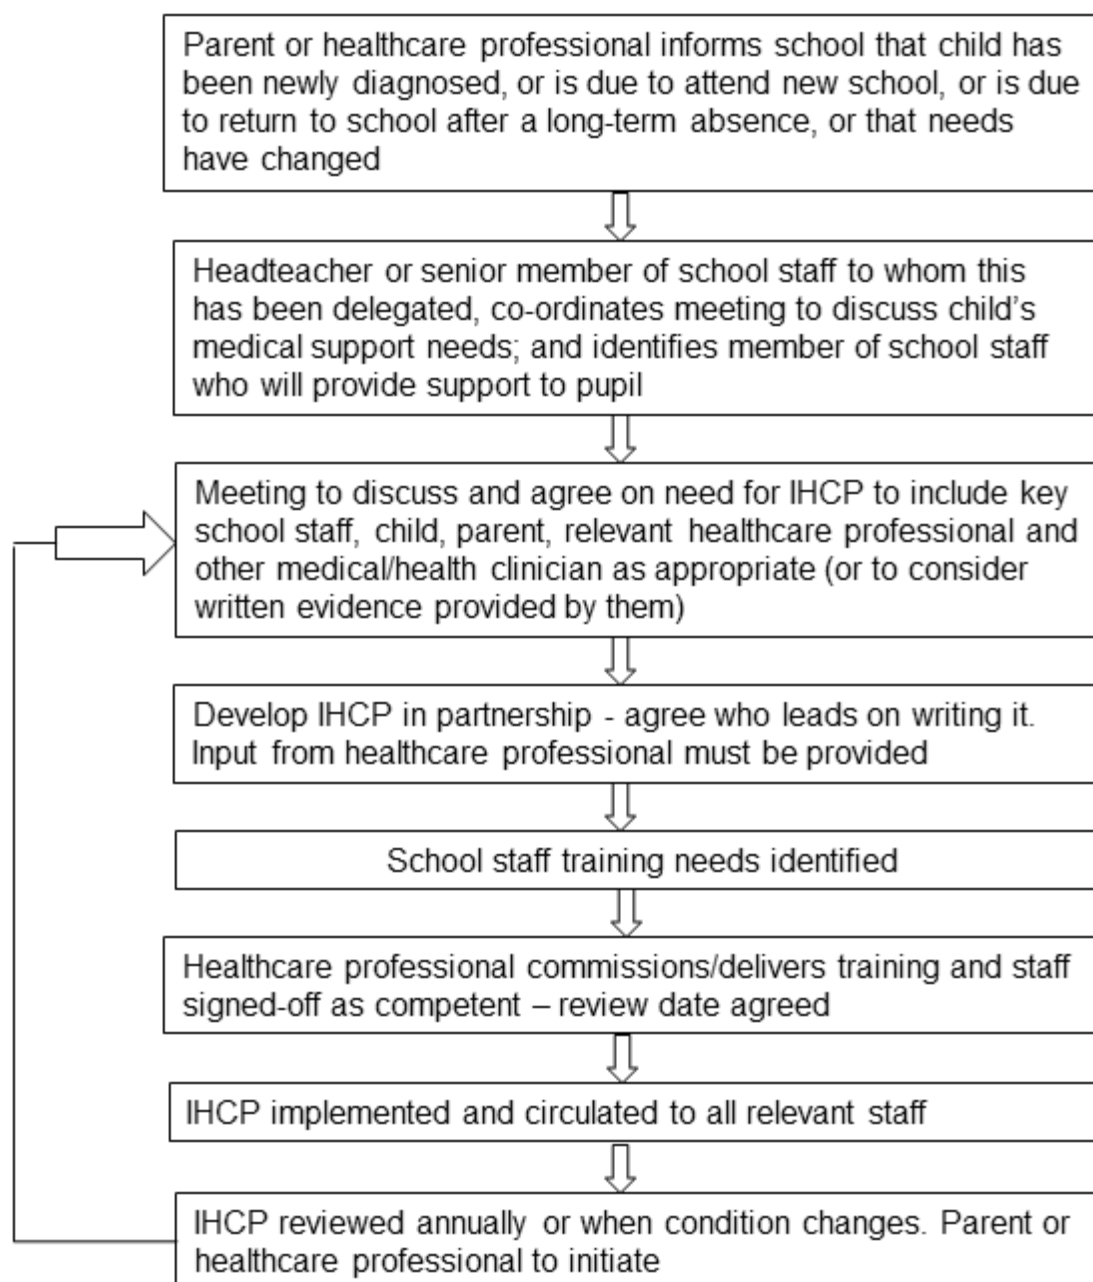 Parent or healthcare professional informs school that child has
been newly diagnosed, or is due to attend new school, or is due
to return to school after a long-term absence, or that needs
have changed
Headteacher or senior member of school staff to whom this
has been delegated, co-ordinates meeting to discuss child's
medical support needs; and identifies member of school staff
who will provide support to pupil
Meeting to discuss and agree on need for IHCP to include key
school staff, child, parent, relevant healthcare professional and
other medical/health clinician as appropriate (or to consider
written evidence provided by them)
Develop IHCP in partnership - agree who leads on writing it.
Input from healthcare professional must be provided
School staff training needs identified
Healthcare professional commissions/delivers training and staff
signed-off as competent – review date agreed
IHCP implemented and circulated to all relevant staff
IHCP reviewed annually or when condition changes. Parent or
healthcare professional to initiate